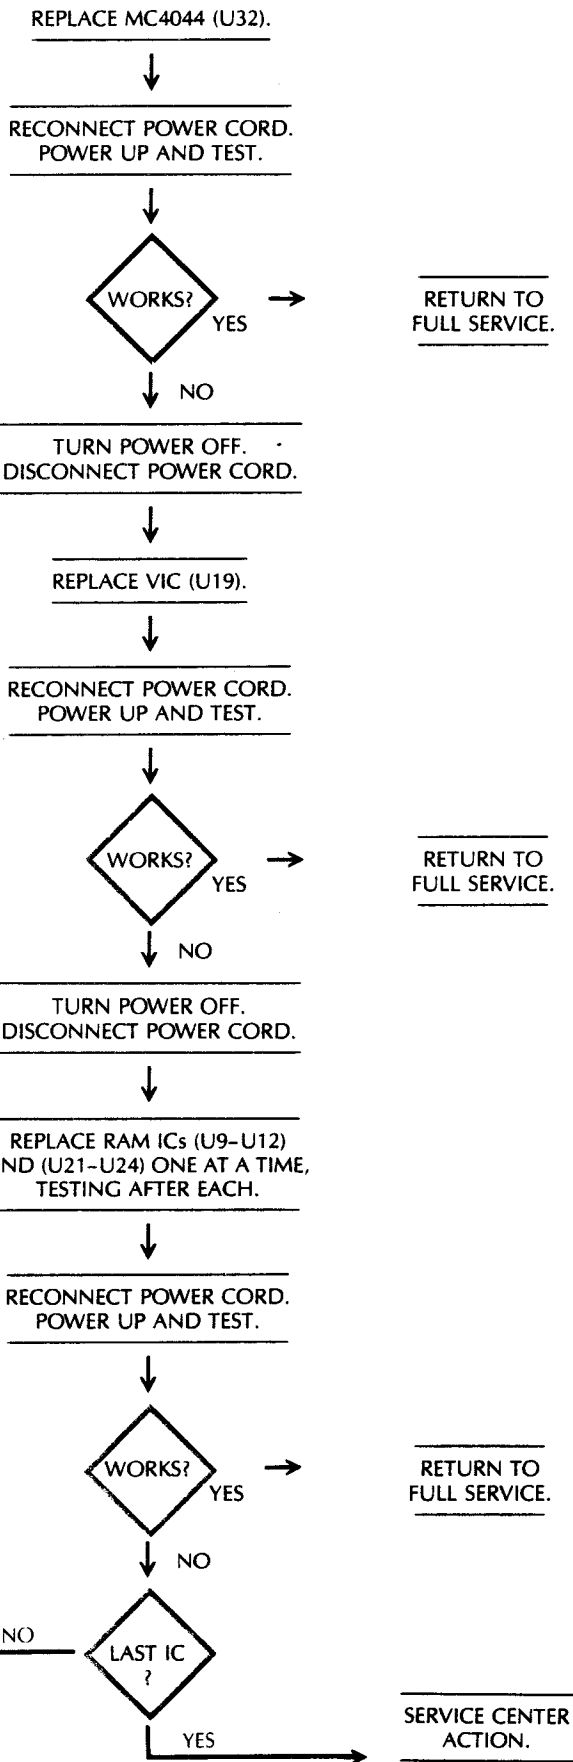 REPLACE MC4044 (U32).
RECONNECT POWER CORD.
POWER UP AND TEST.
WORKS?
YES
RETURN TO
FULL SERVICE.
NO
TURN POWER OFF.
DISCONNECT POWER CORD.
REPLACE VIC (U19).
RECONNECT POWER CORD.
POWER UP AND TEST.
WORKS?
YES
RETURN TO
FULL SERVICE.
NO
TURN POWER OFF.
DISCONNECT POWER CORD.
REPLACE RAM ICs (U9–U12)
ND (U21–U24) ONE AT A TIME,
TESTING AFTER EACH.
RECONNECT POWER CORD.
POWER UP AND TEST.
WORKS?
YES
RETURN TO
FULL SERVICE.
NO
NO
LAST IC
?
YES
SERVICE CENTER
ACTION.